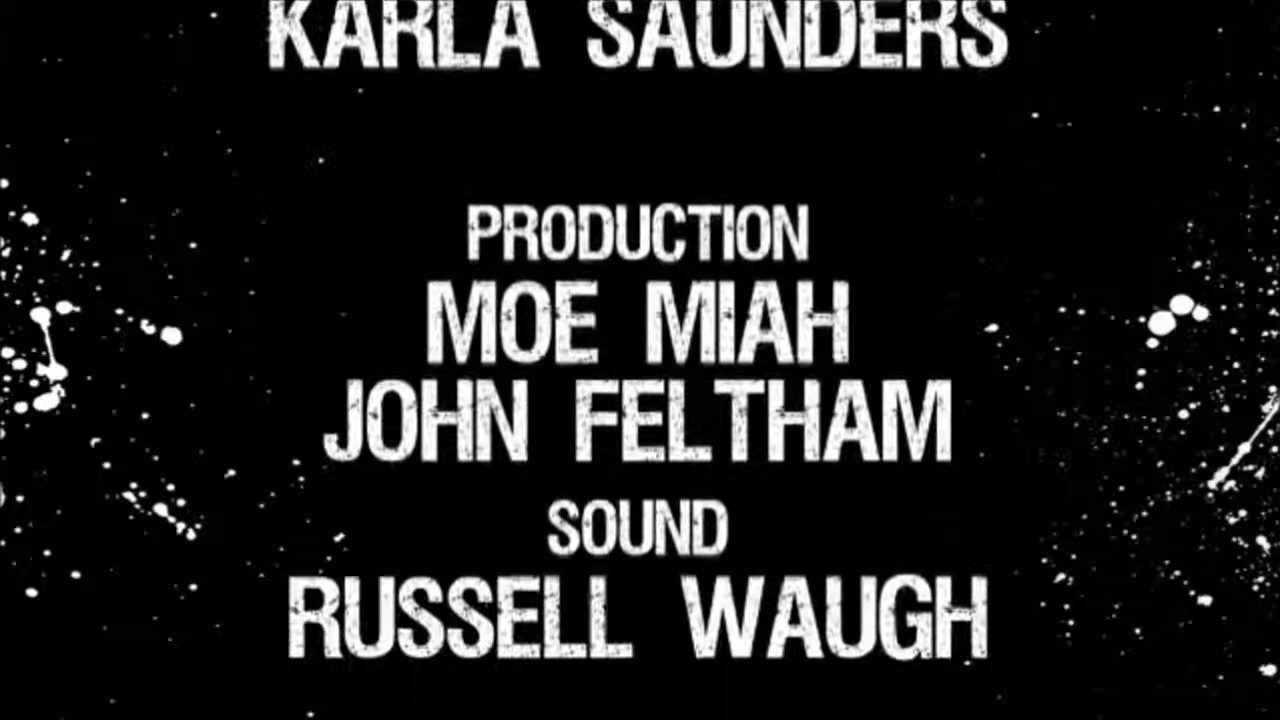 KARLA SAUNDERS
PRODUCTION
MOE MIAH
JOHN FELTHAM
SOUND
RUSSELL WAUGH